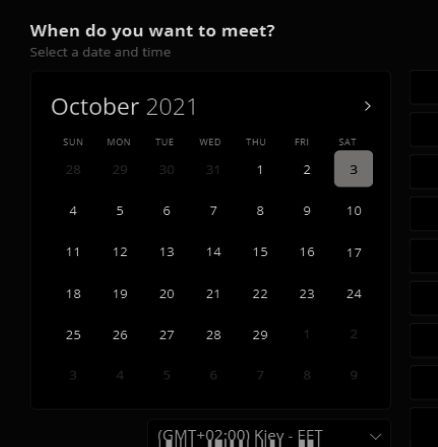 When do you want to meet?
Select a date and time
October 2021 >
SUN MON TUE WED THU FRI SAT
28 29 30 31 1 2 3
4 5 6 7 8 9 10
11 12 13 14 15 16 17
18 19 20 21 22 23 24
25 26 27 28 29 1 2
3 4 5 6 7 8 9
(GMT+02:00) Kiev - EET